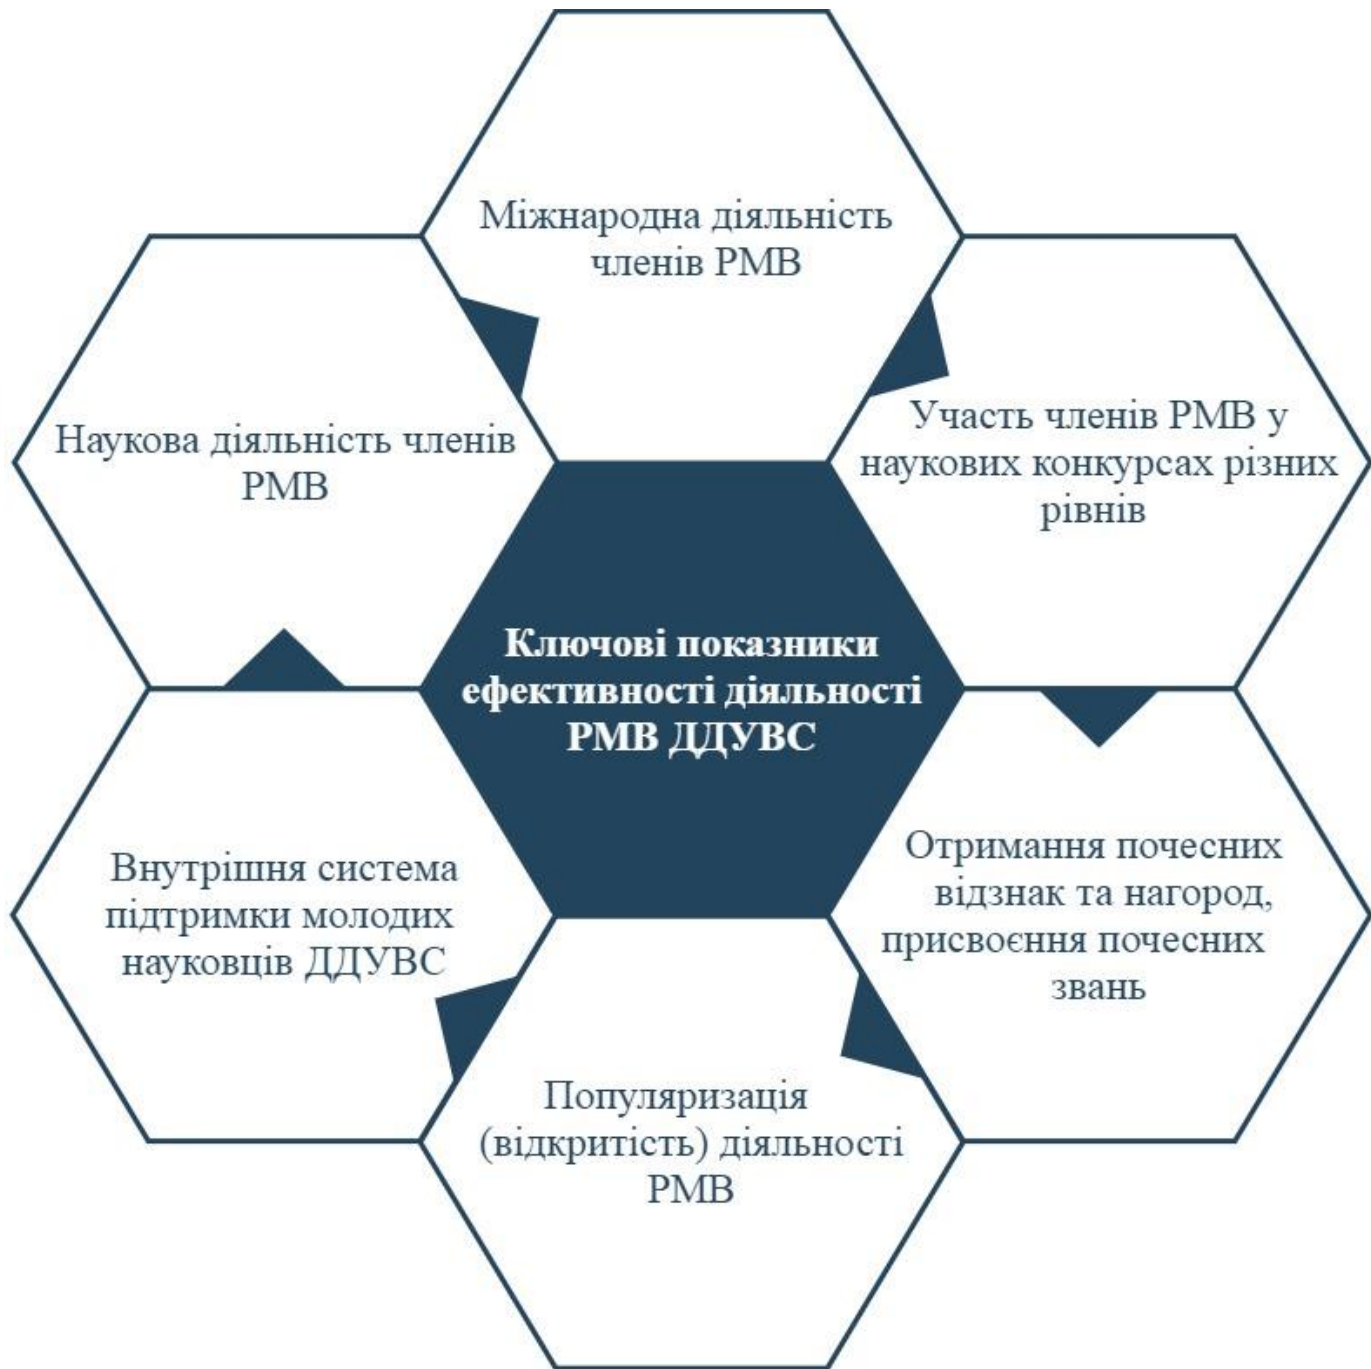 Міжнародна діяльність
членів РМВ
Наукова діяльність членів
РМВ
Участь членів РМВ у
наукових конкурсах різних
рівнів
Ключові показники
ефективності діяльності
РМВ ДДУВС
Внутрішня система
підтримки молодих
науковців ДДУВС
Отримання почесних
відзнак та нагород,
присвоєння почесних
звань
Популяризація
(відкритість) діяльності
РМВ